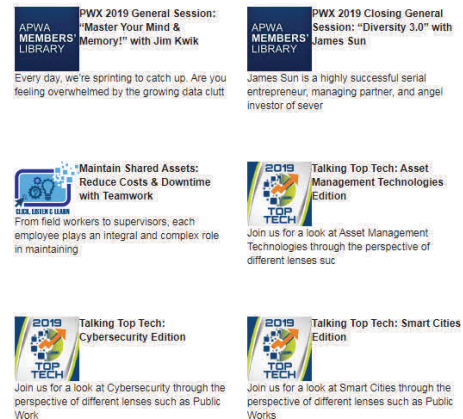 APWA
MEMBERS'
LIBRARY
PWX 2019 General Session:
"Master Your Mind &
Memory!" with Jim Kwik
Every day, we're sprinting to catch up. Are you
feeling overwhelmed by the growing data clutt
APWA
MEMBERS'
LIBRARY
PWX 2019 Closing General
Session: "Diversity 3.0" with
James Sun
James Sun is a highly successful serial
entrepreneur, managing partner, and angel
investor of sever
CLICK, LISTEN & LEARN
Maintain Shared Assets:
Reduce Costs & Downtime
with Teamwork
From field workers to supervisors, each
employee plays an integral and complex role
in maintaining
2019
TOP
TECH
Talking Top Tech: Asset
Management Technologies
Edition
Join us for a look at Asset Management
Technologies through the perspective of
different lenses suc
2019
TOP
TECH
Talking Top Tech:
Cybersecurity Edition
Join us for a look at Cybersecurity through the
perspective of different lenses such as Public
Work
2019
TOP
TECH
Talking Top Tech: Smart Cities
Edition
Join us for a look at Smart Cities through the
perspective of different lenses such as Public
Works